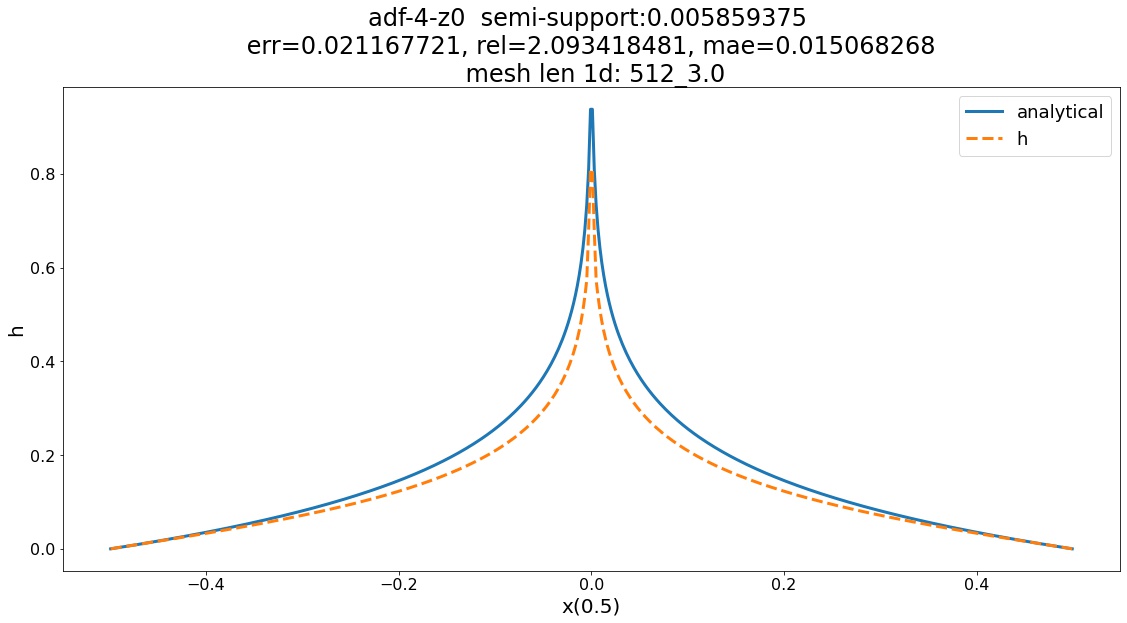 adf-4-z0  semi-support:0.005859375
err=0.021167721, rel=2.093418481, mae=0.015068268
mesh len 1d: 512_3.0
analytical
h
h
0.8
0.6
0.4
0.2
0.0
−0.4
−0.2
0.0
0.2
0.4
x(0.5)